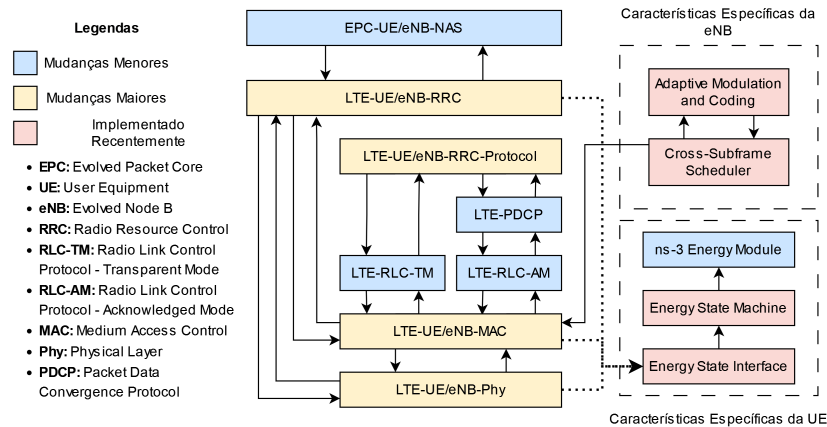 Legendas
Mudanças Menores
Mudanças Maiores
Implementado
Recentemente
• EPC: Evolved Packet Core
• UE: User Equipment
• eNB: Evolved Node B
• RRC: Radio Resource Control
• RLC-TM: Radio Link Control
Protocol - Transparent Mode
• RLC-AM: Radio Link Control
Protocol - Acknowledged Mode
• MAC: Medium Access Control
• Phy: Physical Layer
• PDCP: Packet Data
Convergence Protocol
EPC-UE/eNB-NAS
LTE-UE/eNB-RRC
LTE-UE/eNB-RRC-Protocol
LTE-PDCP
LTE-RLC-TM
LTE-RLC-AM
LTE-UE/eNB-MAC
LTE-UE/eNB-Phy
Características Específicas da
eNB
Adaptive Modulation
and Coding
Cross-Subframe
Scheduler
ns-3 Energy Module
Energy State Machine
Energy State Interface
Características Específicas da UE